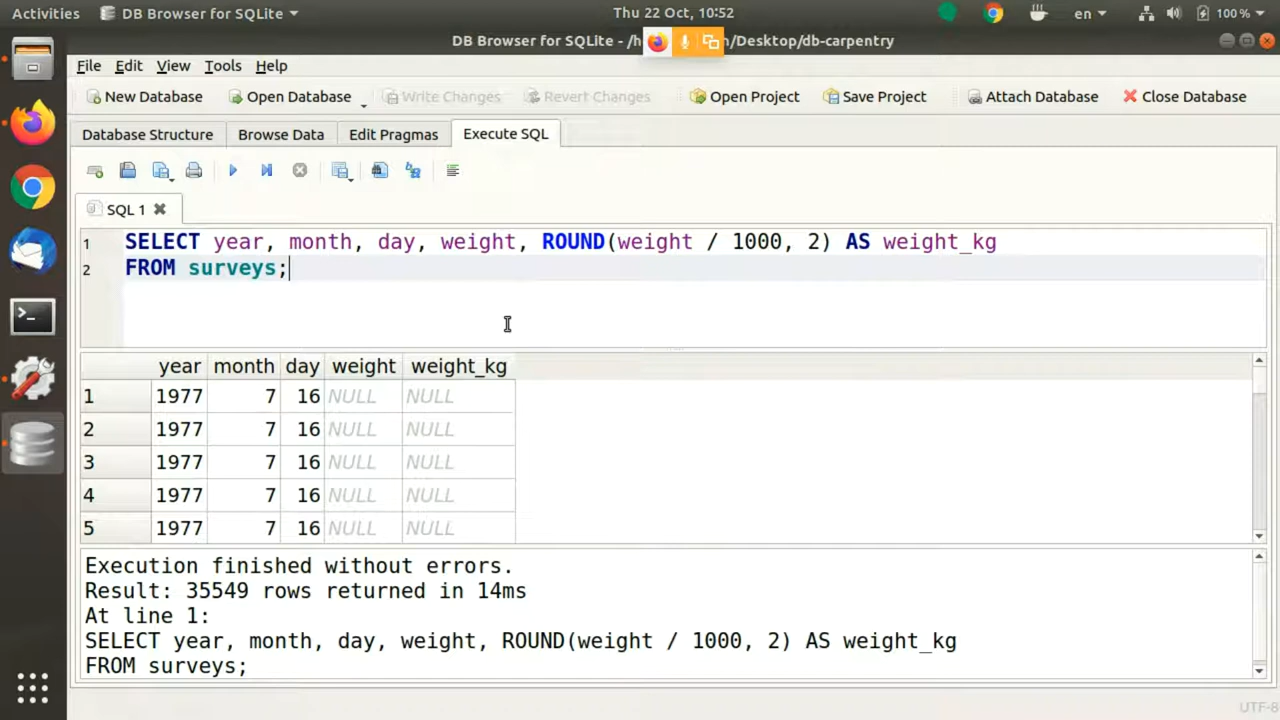 Activities DB Browser for SQLite Thu 22 Oct, 10:52 en 100 %
DB Browser for SQLite - /h n/Desktop/db-carpentry
File Edit View Tools Help
New Database Open Database Write Changes Revert Changes Open Project Save Project Attach Database Close Database
Database Structure Browse Data Edit Pragmas Execute SQL
SQL 1
1 SELECT year, month, day, weight, ROUND(weight / 1000, 2) AS weight_kg
2 FROM surveys;
year month day weight weight_kg
1 1977 7 16 NULL NULL
2 1977 7 16 NULL NULL
3 1977 7 16 NULL NULL
4 1977 7 16 NULL NULL
5 1977 7 16 NULL NULL
Execution finished without errors.
Result: 35549 rows returned in 14ms
At line 1:
SELECT year, month, day, weight, ROUND(weight / 1000, 2) AS weight_kg
FROM surveys;
UTF-8